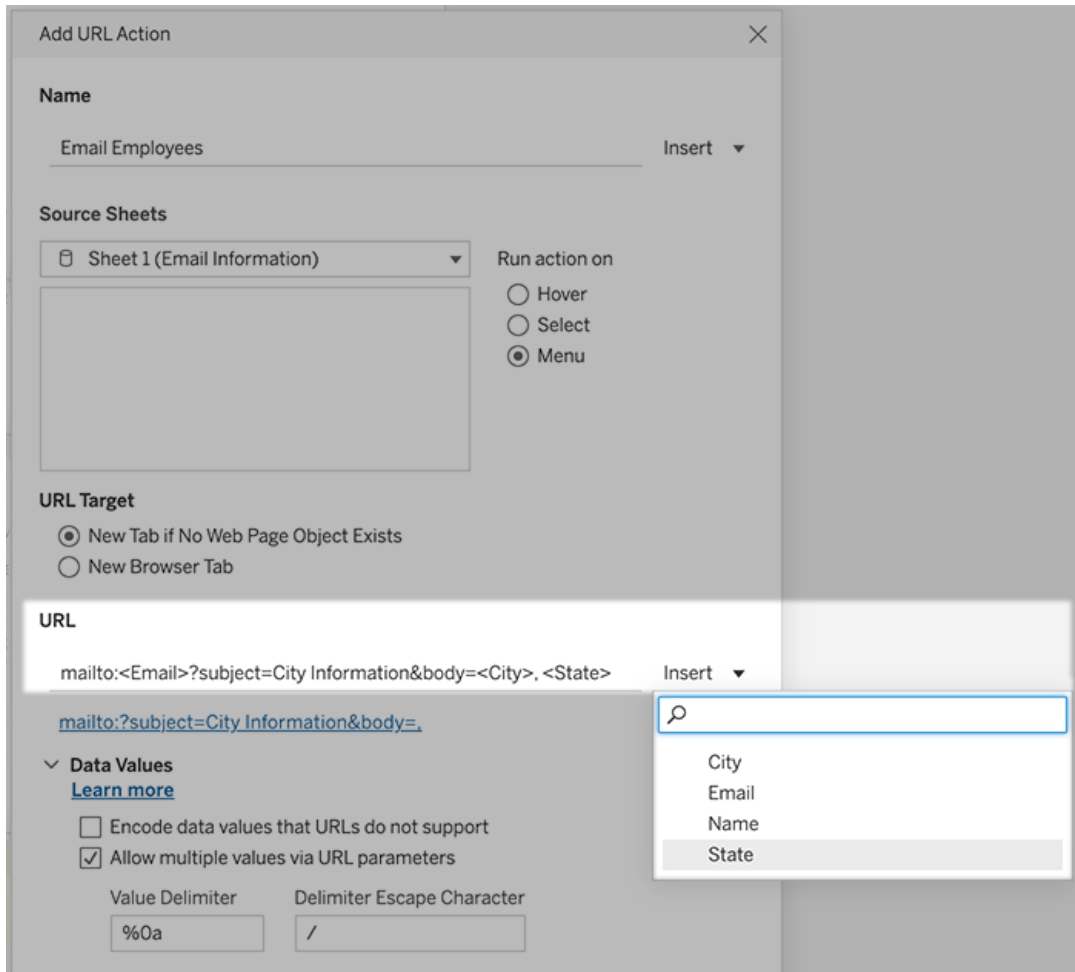 Add URL Action
Name
Email Employees
Insert
Source Sheets
Sheet 1 (Email Information)
Run action on
Hover
Select
Menu
URL Target
New Tab if No Web Page Object Exists
New Browser Tab
URL
mailto:<Email>?subject=City Information&body=<City>, <State>
Insert
mailto:?subject=City Information&body=,
City
Email
Name
State
Data Values
Learn more
Encode data values that URLs do not support
Allow multiple values via URL parameters
Value Delimiter
Delimiter Escape Character
%0a
/